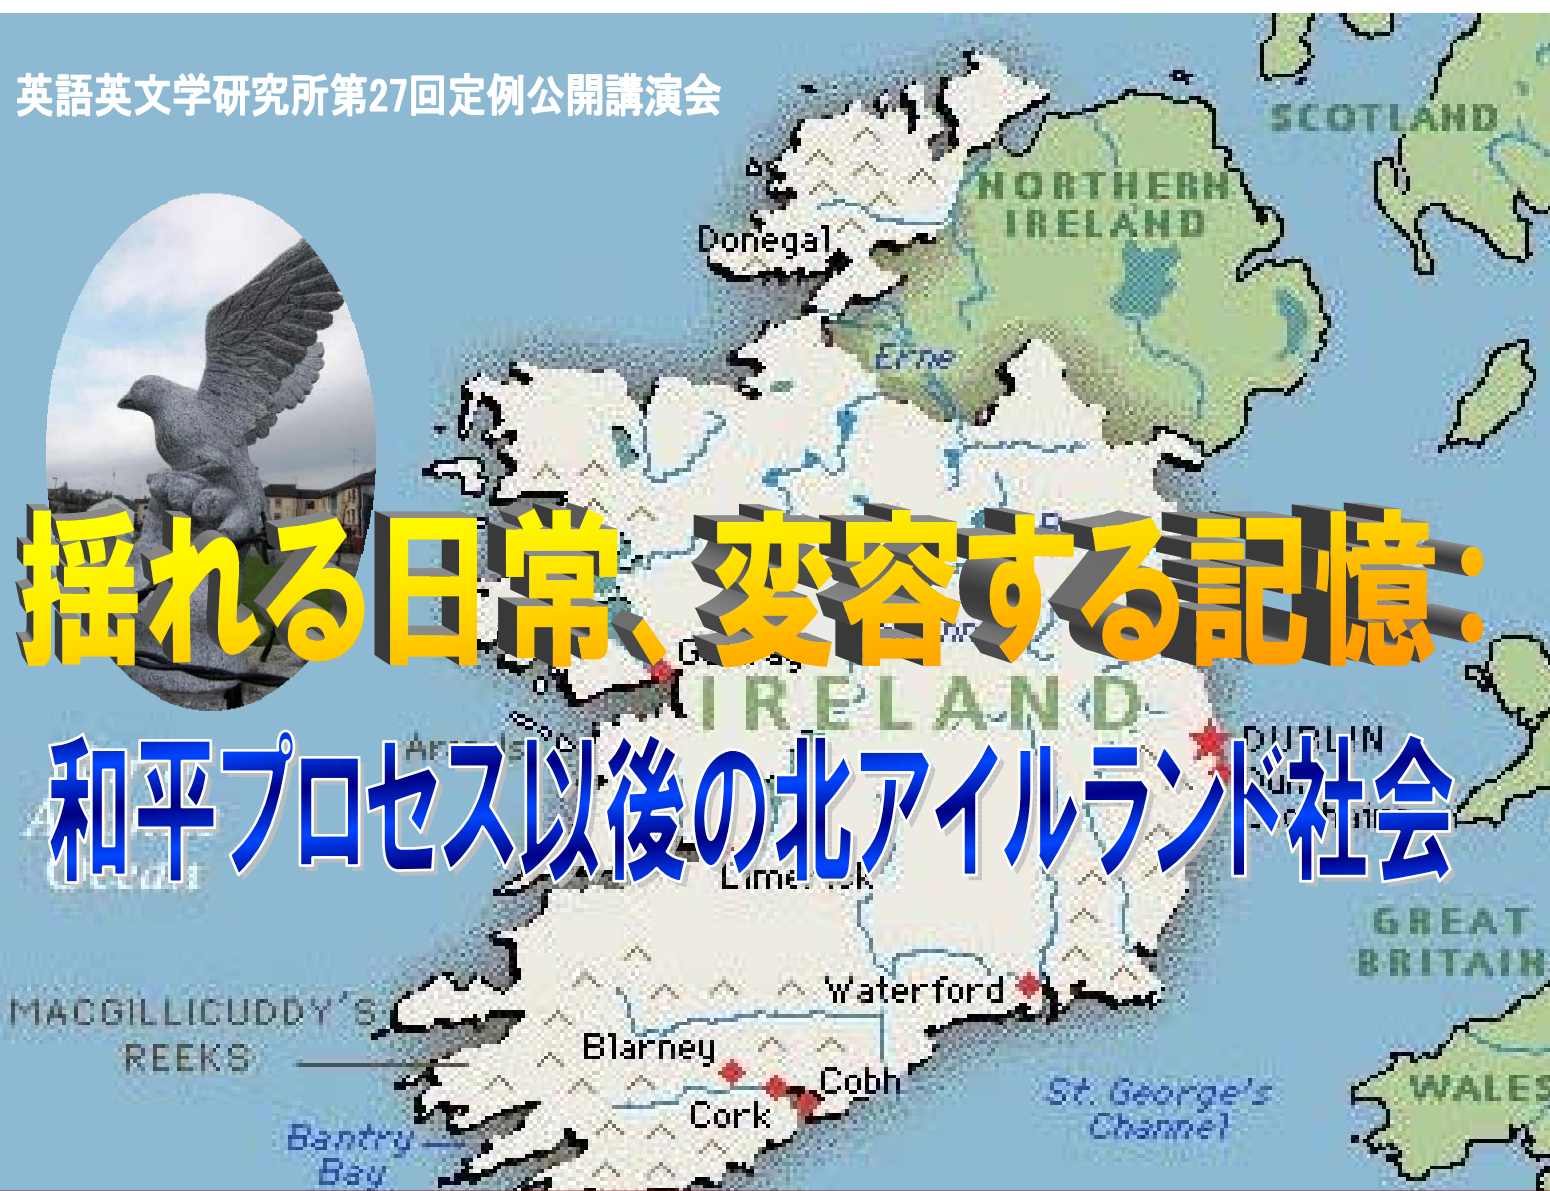 英語英文学研究所第27回定例公開講演会
SCOTLAND
NORTHERN
IRELAND
Donegal
Erne
揺れる日常、変容する記憶：
IRELAND
DUBLIN
和平プロセス以後の北アイルランド社会
Limerick
GREAT
BRITAIN
Waterford
MACGILLICUDDY'S
REEKS
Blarney
Cobh
Cork
St. George's
Channel
WALES
Bantry
Bay